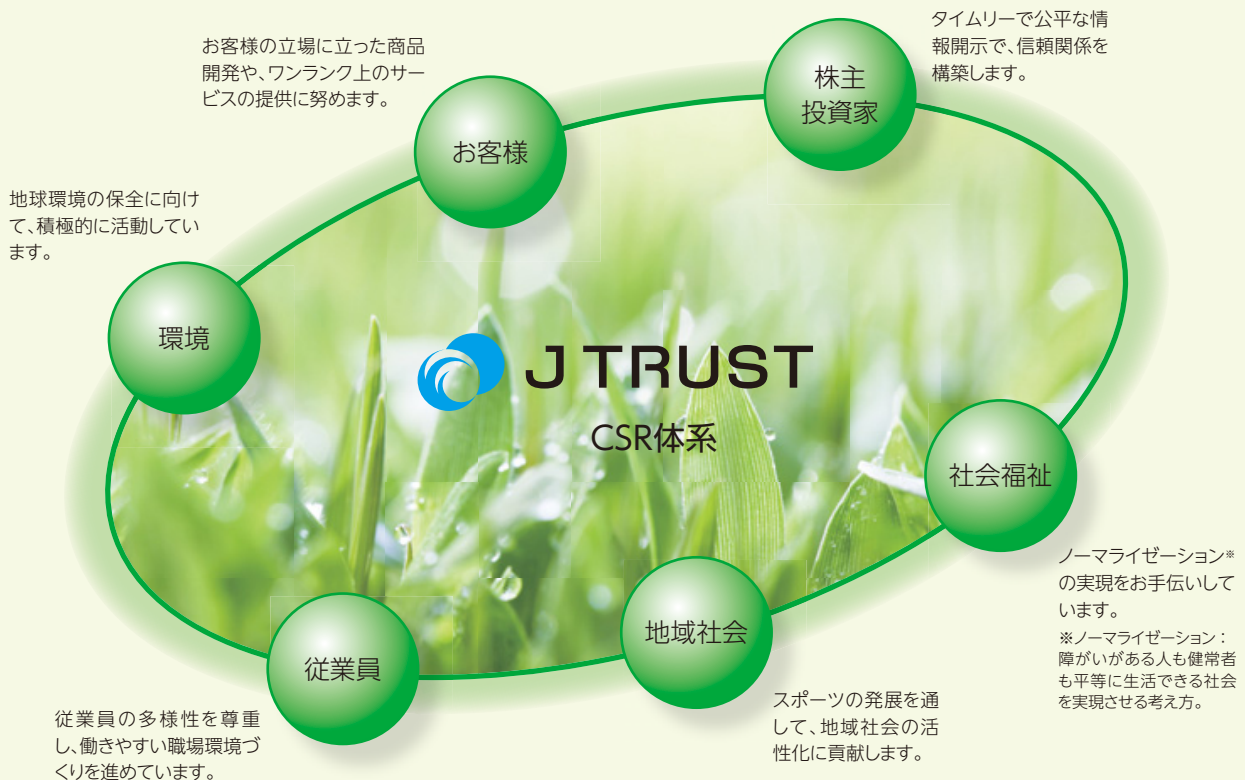 お客様の立場に立った商品
開発や、ワンランク上のサー
ビスの提供に努めます。
お客様
タイムリーで公平な情
報開示で、信頼関係を
構築します。
株主
投資家
地球環境の保全に向け
て、積極的に活動してい
ます。
環境
J TRUST
CSR体系
社会福祉
ノーマライゼーション※
の実現をお手伝いして
います。
※ノーマライゼーション：
障がいがある人も健常者
も平等に生活できる社会
を実現させる考え方。
地域社会
スポーツの発展を通
して、地域社会の活
性化に貢献します。
従業員
従業員の多様性を尊重
し、働きやすい職場環境づ
くりを進めています。